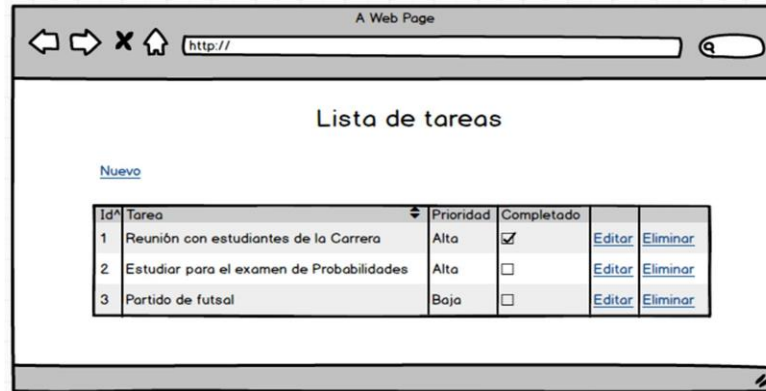 A Web Page
http://
Lista de tareas
Nuevo
Id^ Tarea Prioridad Completado
1 Reunión con estudiantes de la Carrera Alta Editar Eliminar
2 Estudiar para el examen de Probabilidades Alta Editar Eliminar
3 Partido de futsal Baja Editar Eliminar